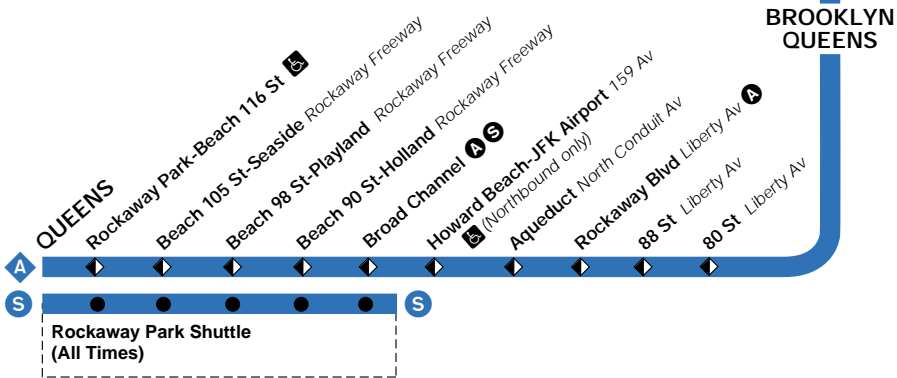 BROOKLYN
QUEENS
QUEENS
Rockaway Park-Beach 116 St
Beach 105 St-Seaside Rockaway Freeway
Beach 98 St-Playland Rockaway Freeway
Beach 90 St-Holland Rockaway Freeway
Broad Channel A S
Howard Beach-JFK Airport 159 Av
(Northbound only)
Aqueduct North Conduit Av
Rockaway Blvd Liberty Av A
88 St Liberty Av
80 St Liberty Av
A
S S
Rockaway Park Shuttle
(All Times)